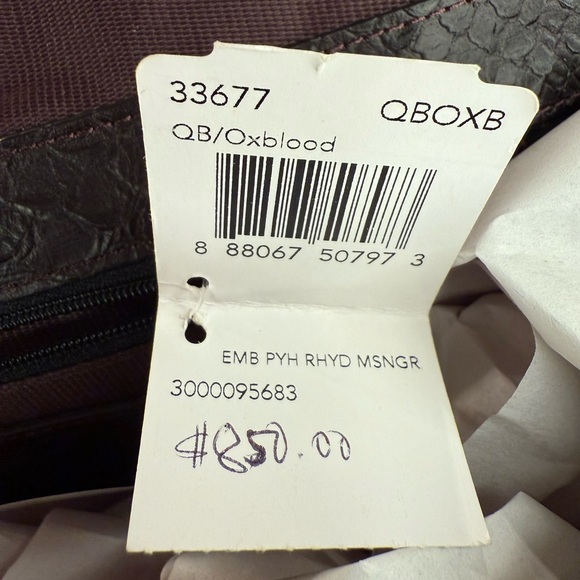 33677 QBOXB
QB/Oxblood
8 88067 50797 3
EMB PYH RHYD MSNGR
3000095683
$850.00